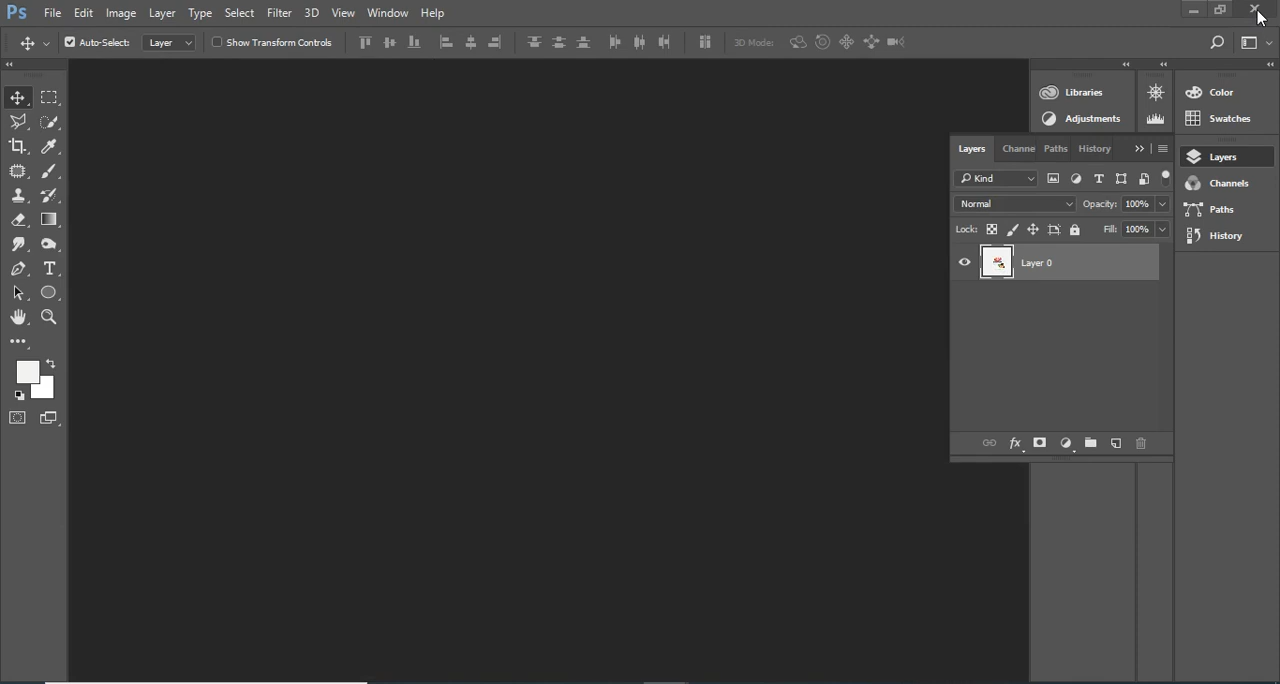 Ps File Edit Image Layer Type Select Filter 3D View Window Help
Auto-Select: Layer Show Transform Controls 3D Mode:
Libraries
Adjustments
Color
Swatches
Layers Channe Paths History
Kind
Normal Opacity: 100%
Lock: Fill: 100%
Layer 0
fx
Layers
Channels
Paths
History